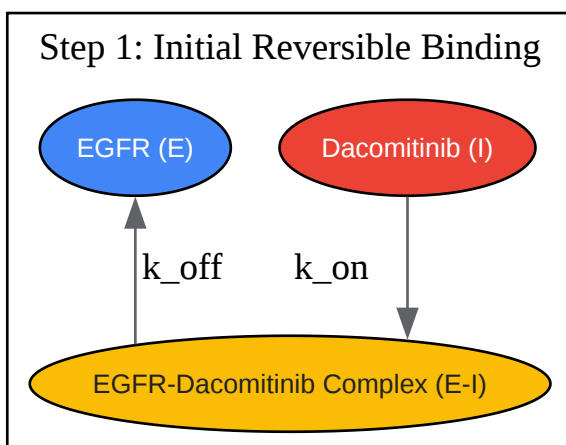 Step 1: Initial Reversible Binding
EGFR (E)
Dacomitinib (I)
k_off
k_on
EGFR-Dacomitinib Complex (E-I)